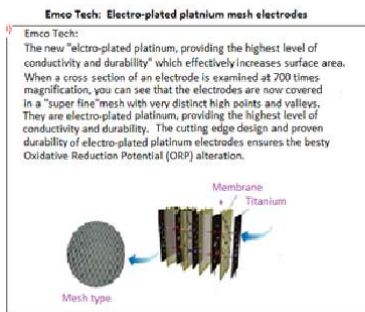 Emco Tech: Electro-plated platnium mesh electrodes
Emco Tech:
The new "elctro-plated platinum, providing the highest level of
conductivity and durability" which effectively increases surface area.
When a cross section of an electrode is examined at 200 times
magnification, you can see that the electrodes are now covered
in a "super fine"mesh with very distinct high points and valleys.
They are electro-plated platinum, providing the highest level of
conductivity and durability. The cutting edge design and proven
durability of electro-plated platinum electrodes ensures the besty
Oxidative Reduction Potential (ORP) alteration.
Membrane
Titanium
Mesh type